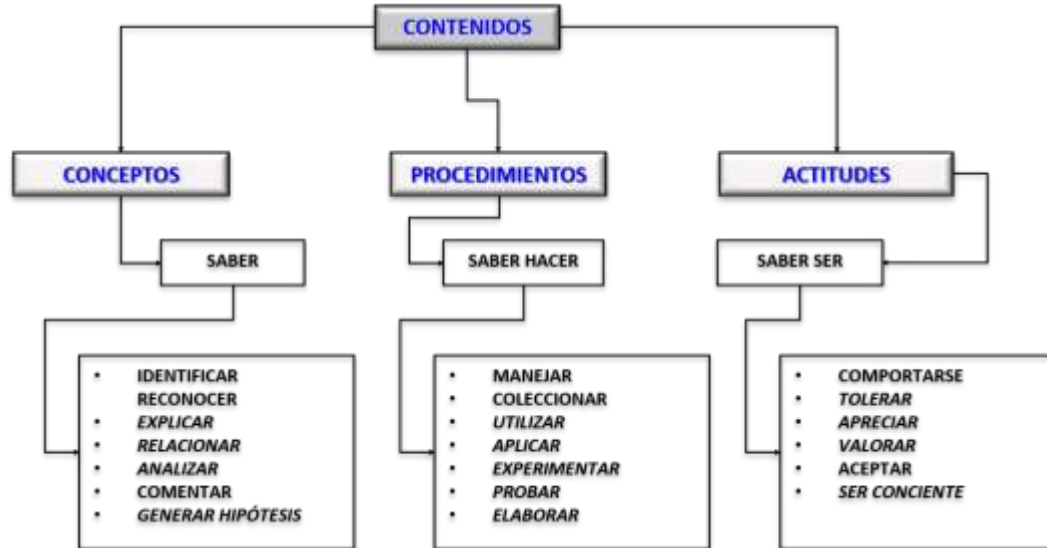 CONTENIDOS
CONCEPTOS
PROCEDIMIENTOS
ACTITUDES
SABER
SABER HACER
SABER SER
• IDENTIFICAR
RECONOCER
• EXPLICAR
• RELACIONAR
• ANALIZAR
• COMENTAR
• GENERAR HIPÓTESIS
• MANEJAR
• COLECCIONAR
• UTILIZAR
• APLICAR
• EXPERIMENTAR
• PROBAR
• ELABORAR
• COMPORTARSE
• TOLERAR
• APRECIAR
• VALORAR
• ACEPTAR
• SER CONCIENTE